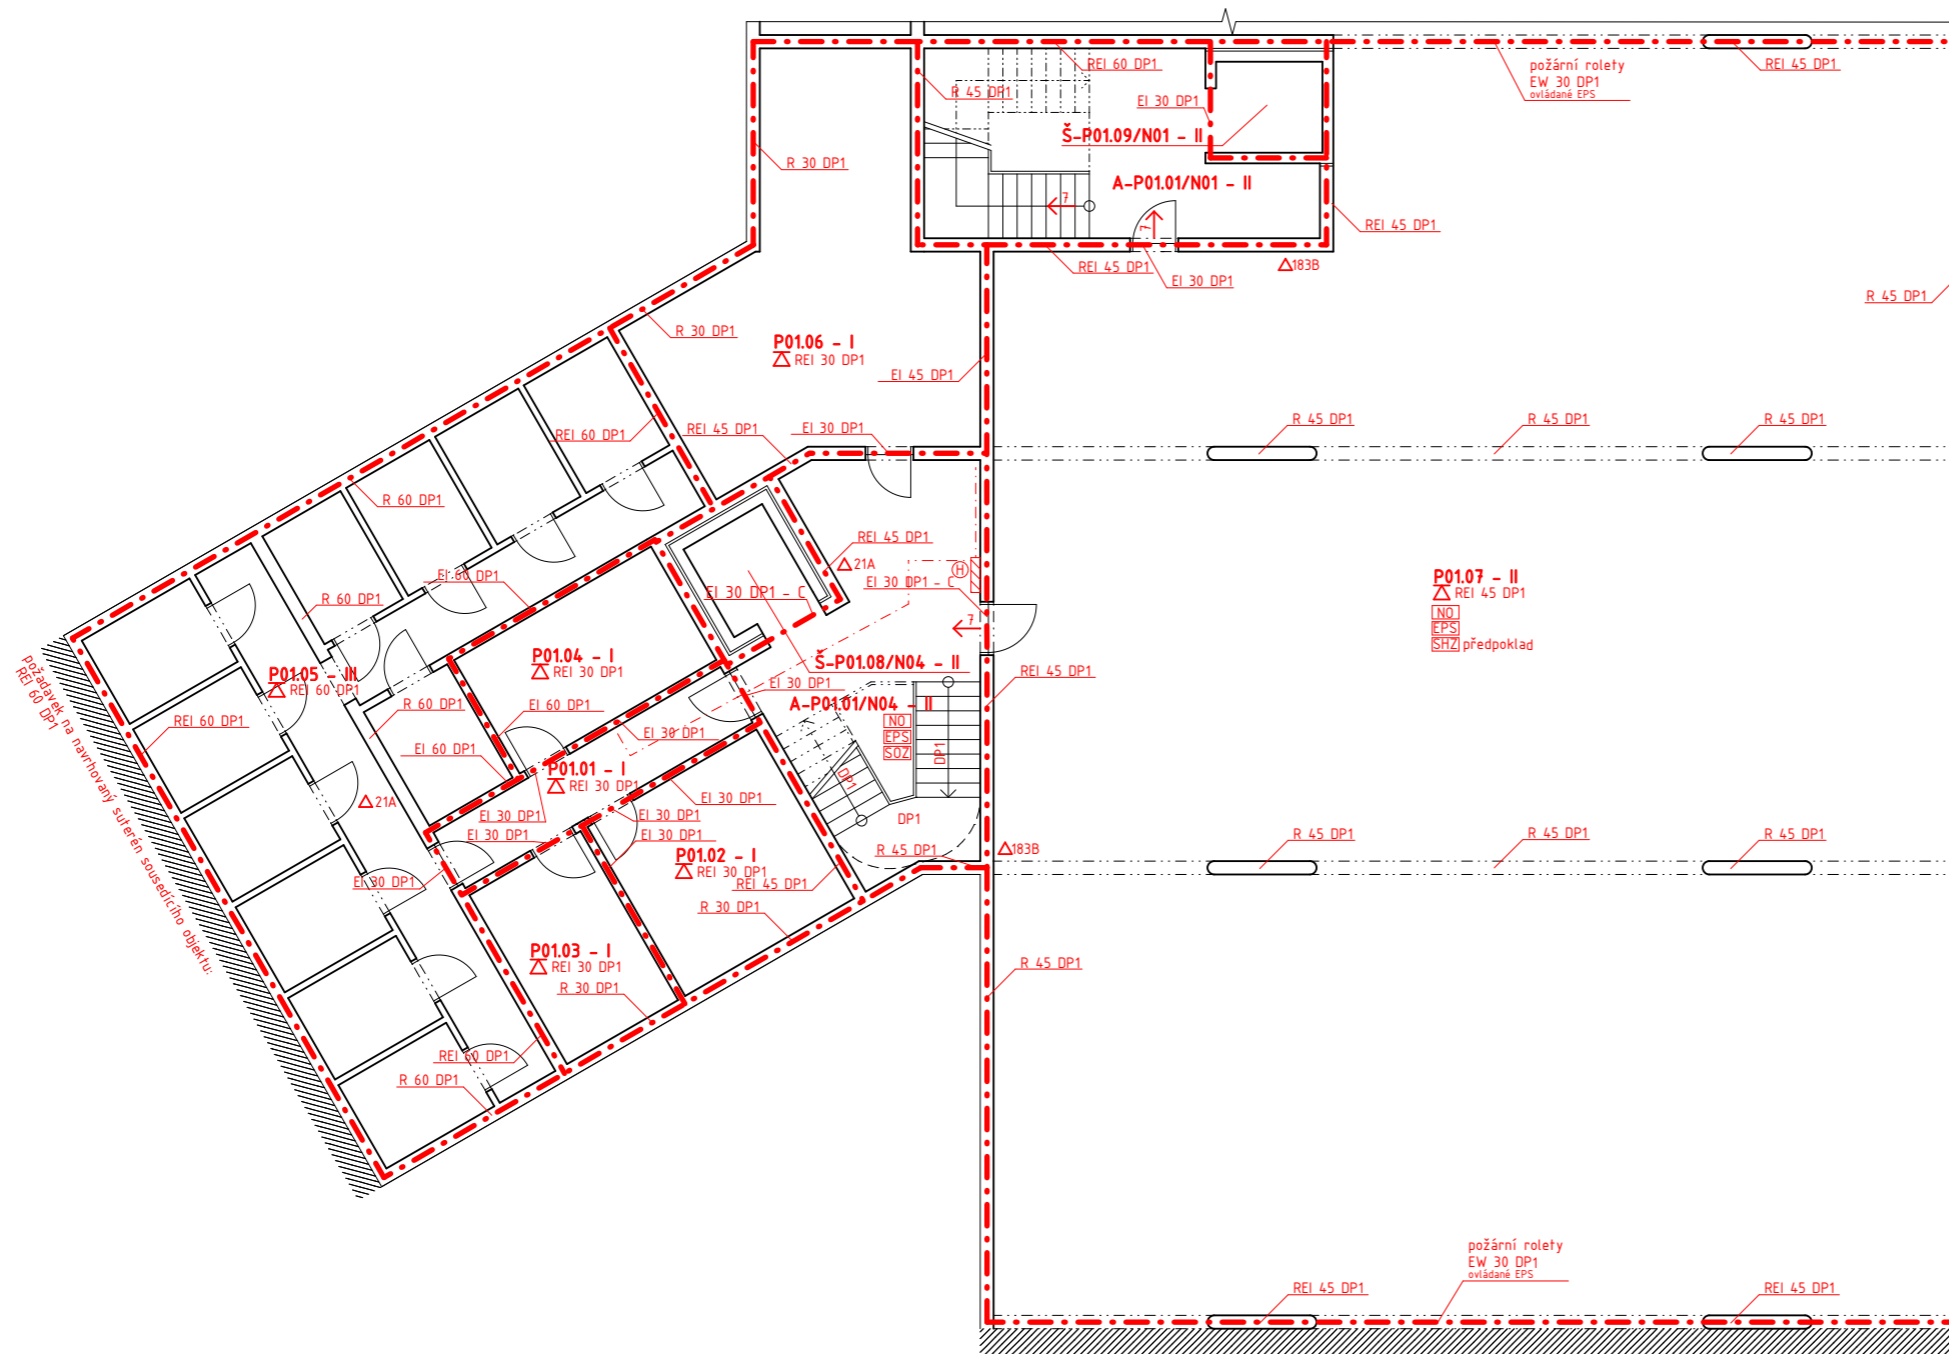 REI 60 DP1
REI 45 DP1
požární rolety
EW 30 DP1
ovládané EPS
R 45 DP1
EI 30 DP1
Š-P01.09/N01 - II
R 30 DP1
A-P01.01/N01 - II
7
7
REI 45 DP1
REI 45 DP1
183B
EI 30 DP1
R 45 DP1
R 30 DP1
P01.06 - I
REI 30 DP1
EI 45 DP1
REI 60 DP1
REI 45 DP1
EI 30 DP1
R 45 DP1
R 45 DP1
R 45 DP1
R 60 DP1
REI 45 DP1
21A
H
EI 30 DP1 - C
EI 60 DP1
EI 30 DP1 - C
R 60 DP1
P01.07 - II
REI 45 DP1
NO
EPS
SHZ předpoklad
7
P01.04 - I
REI 30 DP1
Š-P01.08/N04 - II
P01.05 - III
REI 60 DP1
REI 45 DP1
EI 30 DP1
R 60 DP1
EI 60 DP1
A-P01.01/N04 - II
NO
EPS
SOZ
DP1
DP1
DP1
požadavek na navrhovaný suterén sousedícího objektu:
REI 60 DP1
REI 60 DP1
EI 30 DP1
EI 60 DP1
P01.01 - I
REI 30 DP1
21A
EI 30 DP1
EI 30 DP1
EI 30 DP1
EI 30 DP1
EI 30 DP1
P01.02 - I
REI 30 DP1
REI 45 DP1
R 45 DP1
183B
R 45 DP1
R 45 DP1
R 45 DP1
EI 30 DP1
R 30 DP1
P01.03 - I
REI 30 DP1
R 30 DP1
R 45 DP1
REI 60 DP1
R 60 DP1
požární rolety
EW 30 DP1
ovládané EPS
REI 45 DP1
REI 45 DP1